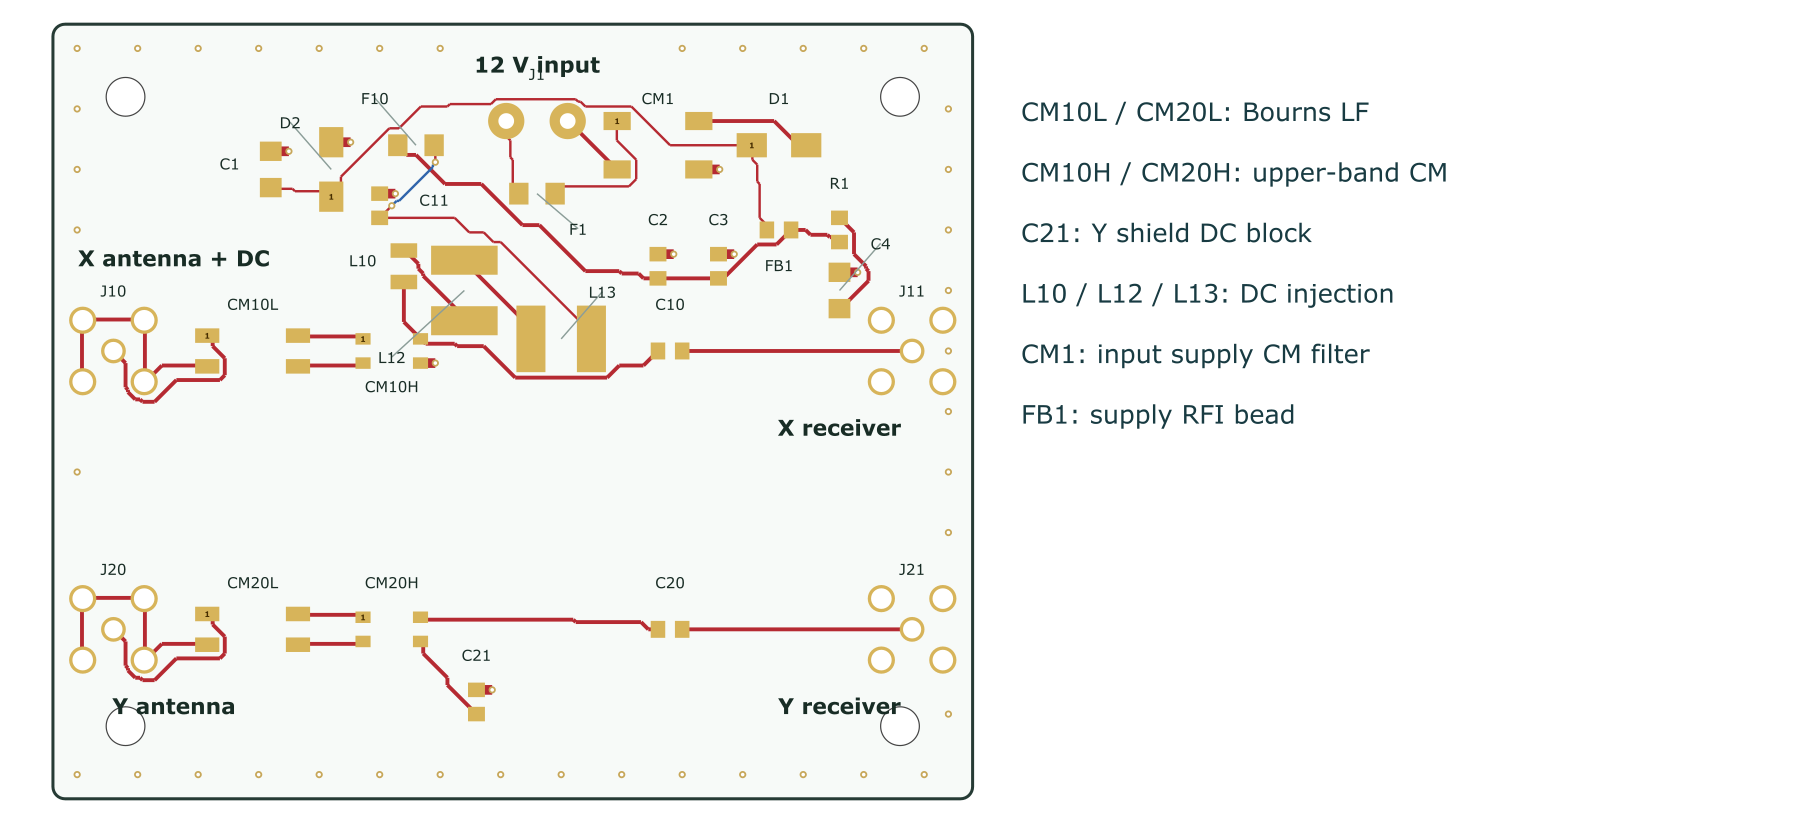 12 V input
J1
F10
CM1
D1
D2
1
C1
1
1
R1
C11
C2
C3
F1
C4
X antenna + DC
L10
FB1
J10
CM10L
L13
C10
J11
1
1
L12
CM10H
X receiver
J20
CM20L
CM20H
C20
J21
1
1
C21
Y antenna
Y receiver
CM10L / CM20L: Bourns LF
CM10H / CM20H: upper-band CM
C21: Y shield DC block
L10 / L12 / L13: DC injection
CM1: input supply CM filter
FB1: supply RFI bead